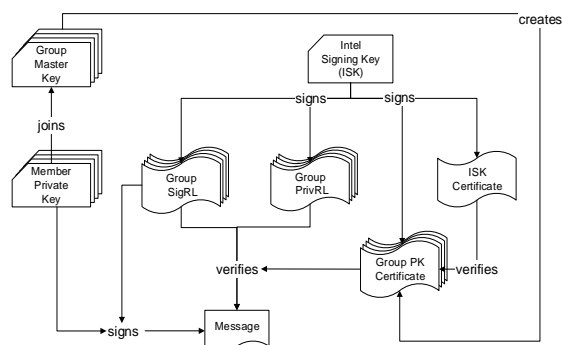 creates
Group
Master
Key
Intel
Signing Key
(ISK)
signs
signs
joins
Member
Private
Key
Group
SigRL
Group
PrivRL
ISK
Certificate
verifies
Group PK
Certificate
verifies
signs
Message